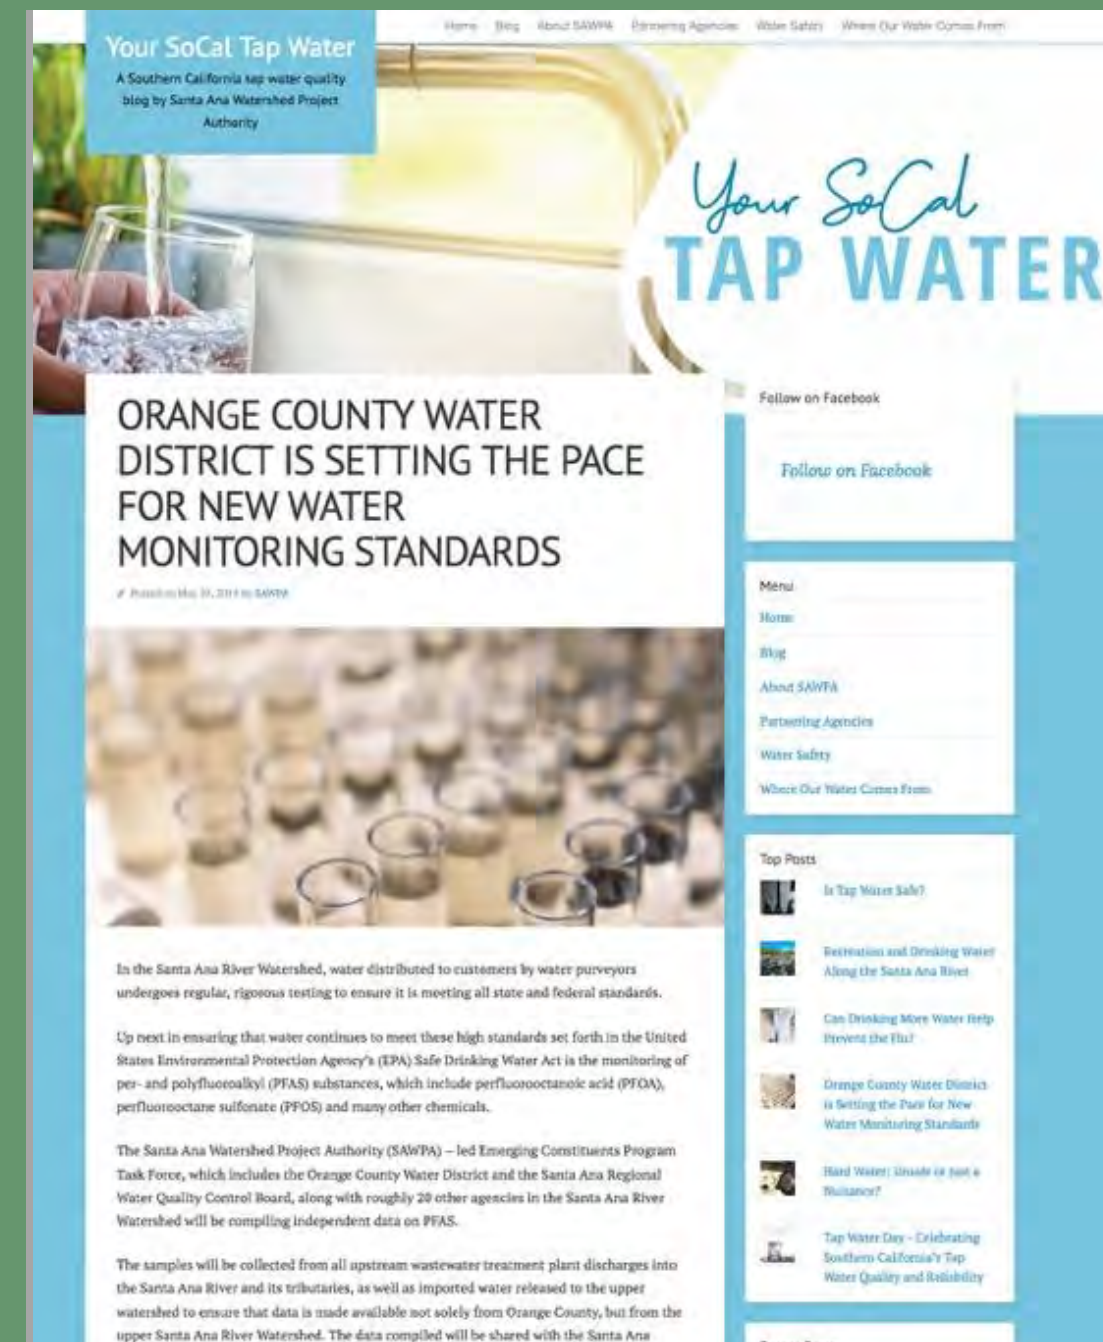 Home Blog About SAWPA Partnering Agencies Water Safety Where Our Water Comes From
Your SoCal Tap Water
A Southern California tap water quality
blog by Santa Ana Watershed Project
Authority
Your SoCal
TAP WATER
ORANGE COUNTY WATER
DISTRICT IS SETTING THE PACE
FOR NEW WATER
MONITORING STANDARDS
Posted on May by SAWPA
In the Santa Ana River Watershed, water distributed to customers by water purveyors
undergoes regular, rigorous testing to ensure it is meeting all state and federal standards.
Up next in ensuring that water continues to meet these high standards set forth in the United
States Environmental Protection Agency's (EPA) Safe Drinking Water Act is the monitoring of
per- and polyfluoroalkyl (PFAS) substances, which include perfluorooctanoic acid (PFOA),
perfluorooctane sulfonate (PFOS) and many other chemicals.
The Santa Ana Watershed Project Authority (SAWPA) – led Emerging Constituents Program
Task Force, which includes the Orange County Water District and the Santa Ana Regional
Water Quality Control Board, along with roughly 20 other agencies in the Santa Ana River
Watershed will be compiling independent data on PFAS.
The samples will be collected from all upstream wastewater treatment plant discharges into
the Santa Ana River and its tributaries, as well as imported water released to the upper
watershed to ensure that data is made available not solely from Orange County, but from the
upper Santa Ana River Watershed. The data compiled will be shared with the Santa Ana
Follow on Facebook
Follow on Facebook
Menu
Home
Blog
About SAWPA
Partnering Agencies
Water Safety
Where Our Water Comes From
Top Posts
Is Tap Water Safe?
Recreation and Drinking Water
Along the Santa Ana River
Can Drinking More Water Help
Prevent the Flu?
Orange County Water District
is Setting the Pace for New
Water Monitoring Standards
Hard Water: Unsafe or Just a
Nuisance?
Tap Water Day - Celebrating
Southern California's Tap
Water Quality and Reliability